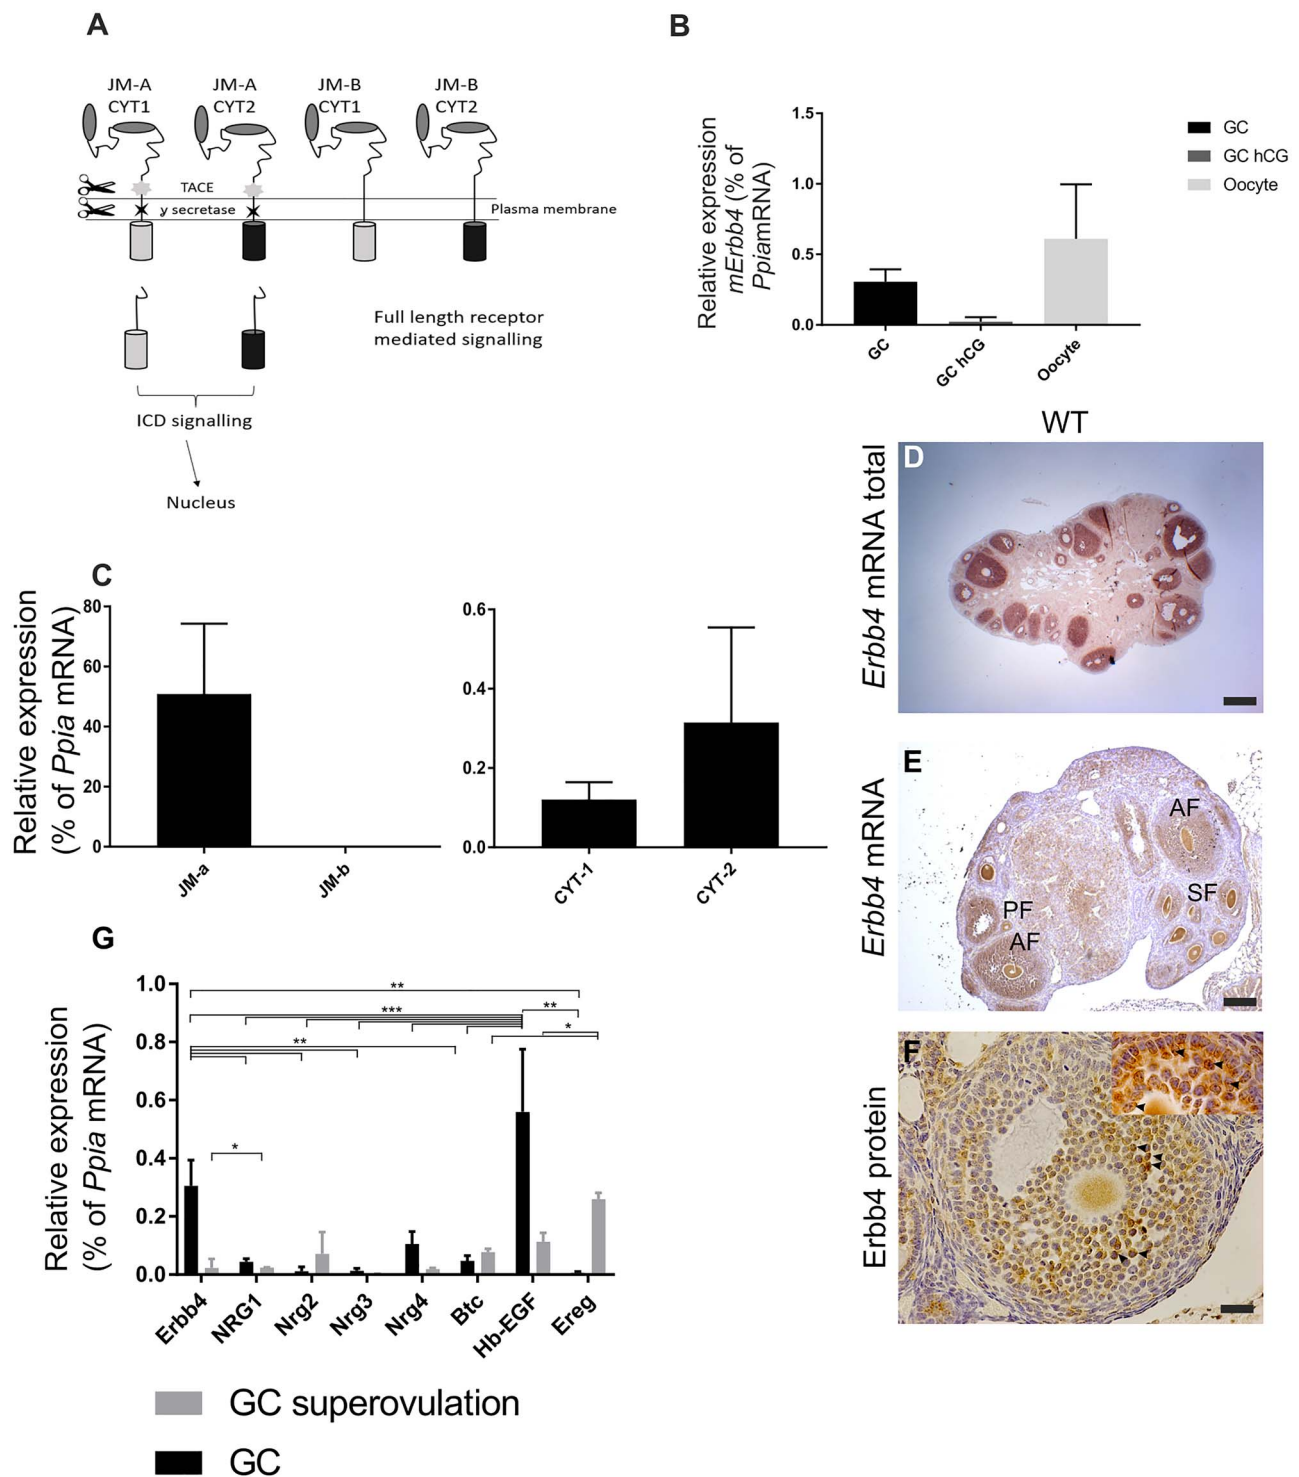 A
JM-A
CYT1
JM-A
CYT2
JM-B
CYT1
JM-B
CYT2
TACE
γ secretase
Plasma membrane
Full length receptor
mediated signalling
ICD signalling
Nucleus
B
Relative expression
mErbb4 (% of
PpiamRNA)
1.5
1.0
0.5
0.0
GC
GC hCG
Oocyte
GC
GC hCG
Oocyte
C
Relative expression
(% of Ppia mRNA)
80
60
40
20
0
JM-a
JM-b
0.6
0.4
0.2
0.0
CYT-1
CYT-2
WT
D
Erbb4 mRNA total
E
Erbb4 mRNA
AF
SF
PF
AF
F
Erbb4 protein
G
Relative expression
(% of Ppia mRNA)
1.0
0.8
0.6
0.4
0.2
0.0
**
***
**
*
**
*
Erbb4
NRG1
Nrg2
Nrg3
Nrg4
Btc
Hb-EGF
Ereg
GC superovulation
GC